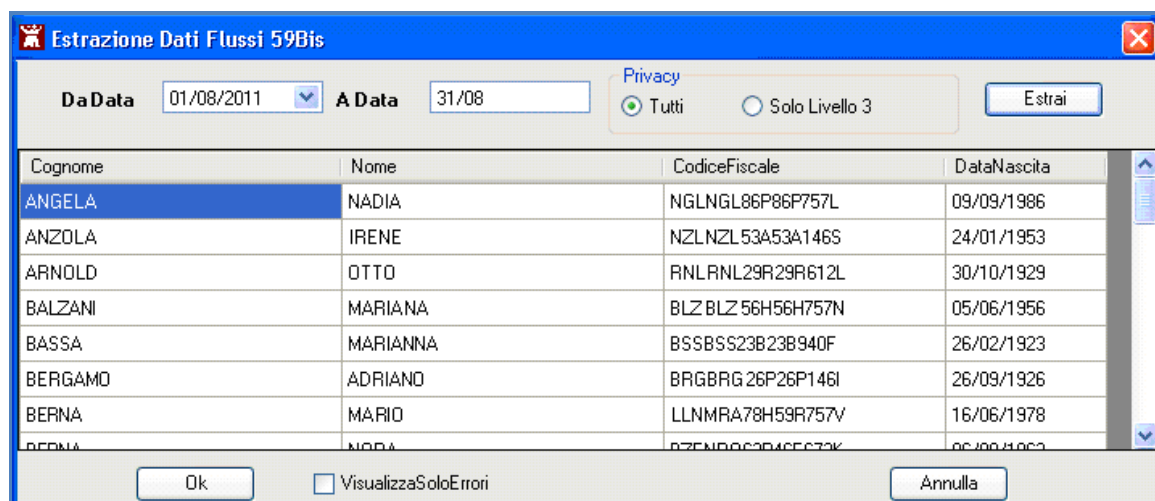 Estrazione Dati Flussi 59Bis
Privacy
Da Data 01/08/2011 A Data 31/08 Tutti Solo Livello 3 Estrai
Cognome Nome CodiceFiscale DataNascita
ANGELA NADIA NGLNGL86P86P757L 09/09/1986
ANZOLA IRENE NZLNZL53A53A146S 24/01/1953
ARNOLD OTTO RNLRNL29R29R612L 30/10/1929
BALZANI MARIANA BLZBLZ56H56H757N 05/06/1956
BASSA MARIANNA BSSBSS23B23B940F 26/02/1923
BERGAMO ADRIANO BRGBRG26P26P146I 26/09/1926
BERNA MARIO LLNMRA78H59R757V 16/06/1978
BERNA
Ok VisualizzaSoloErrori Annulla